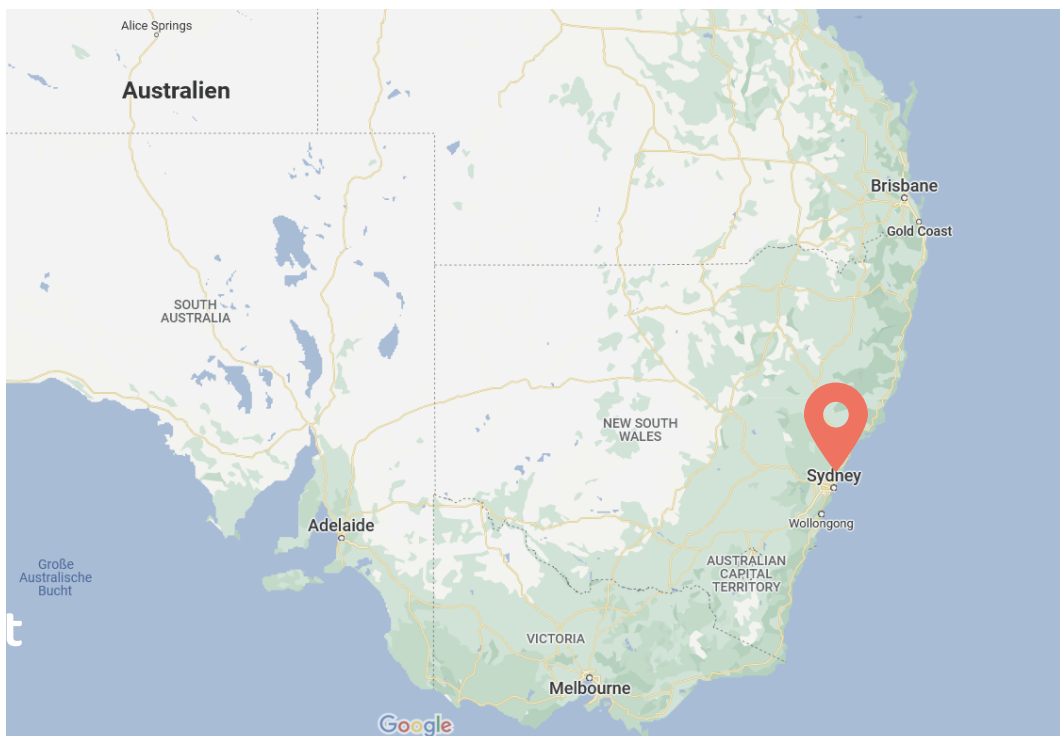 Alice Springs
Australien
Brisbane
Gold Coast
SOUTH
AUSTRALIA
NEW SOUTH
WALES
Sydney
Wollongong
Adelaide
Große
Australische
Bucht
AUSTRALIAN
CAPITAL
TERRITORY
t
VICTORIA
Melbourne
Google